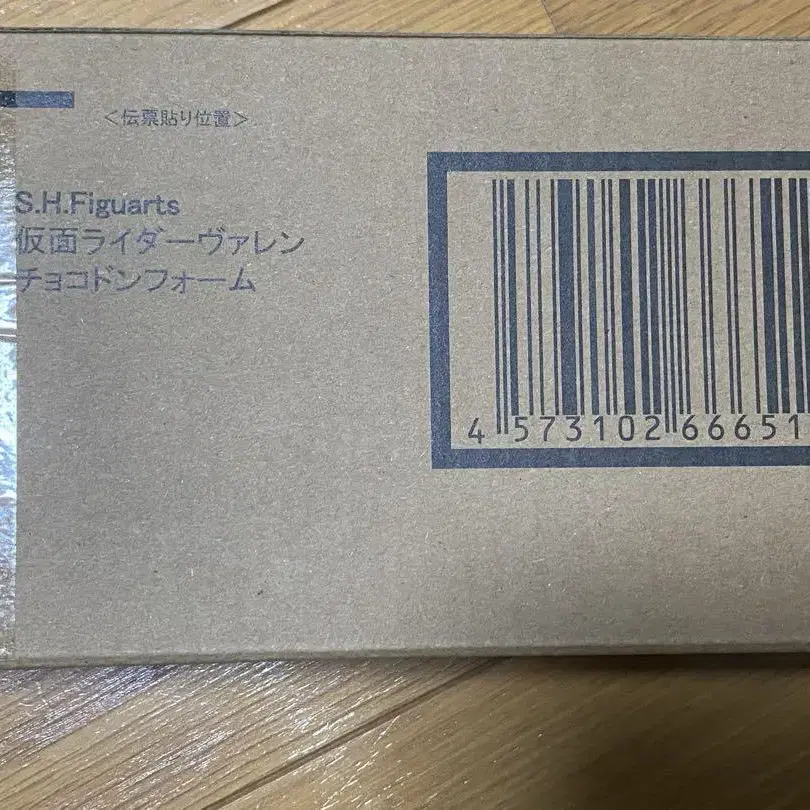 <伝票貼り位置>
S.H.Figuarts
仮面ライダーヴァレン
チョコドンフォーム
4 573102 66651